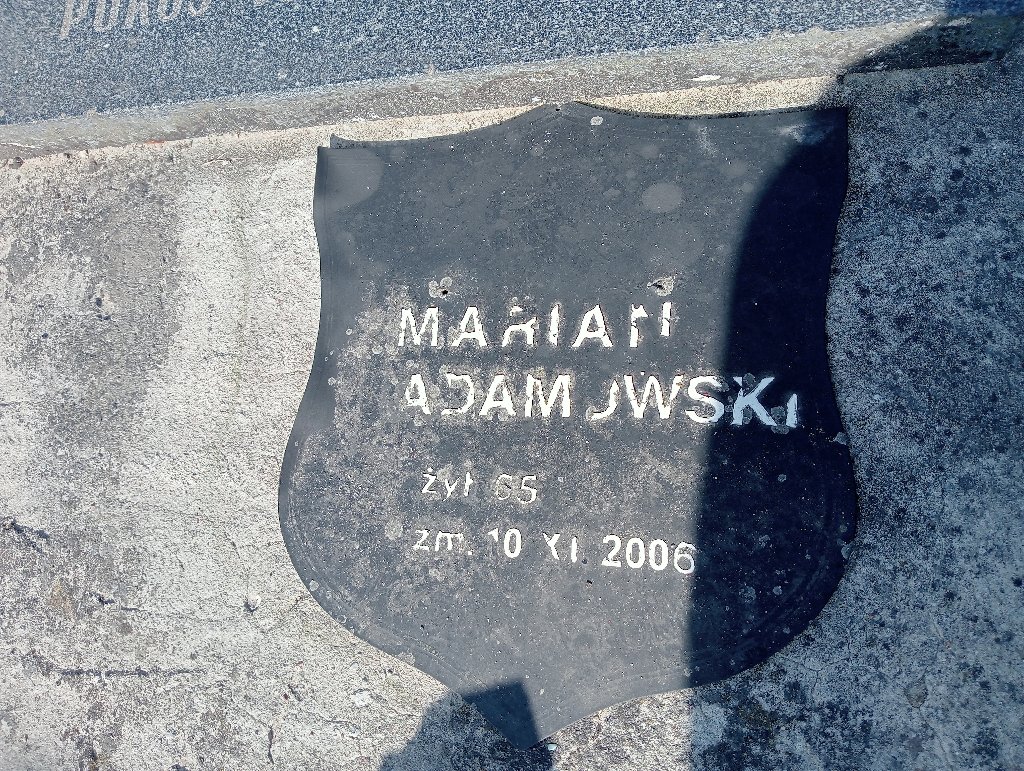 MARIAN
ADAMOWSKI
żył 65
zm. 10 XI. 2006